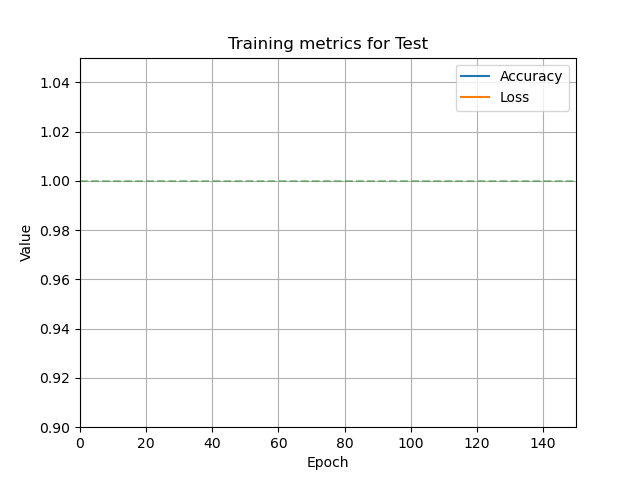 Training metrics for Test
Accuracy
Loss
1.04
1.02
1.00
0.98
0.96
0.94
0.92
0.90
Value
0 20 40 60 80 100 120 140
Epoch